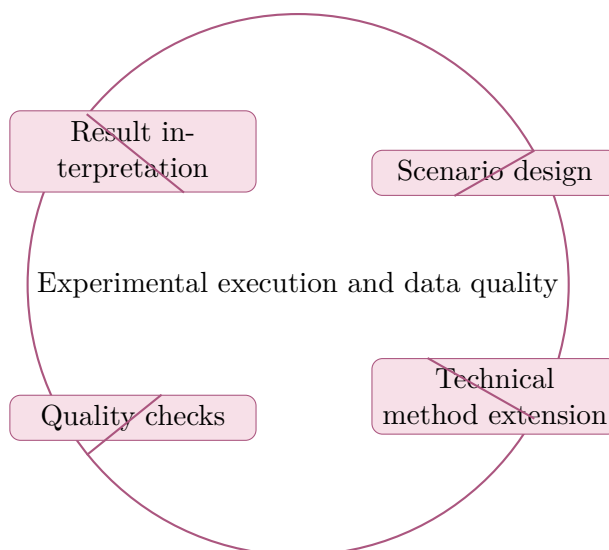 Result in-
terpretation
Scenario design
Experimental execution and data quality
Technical
method extension
Quality checks